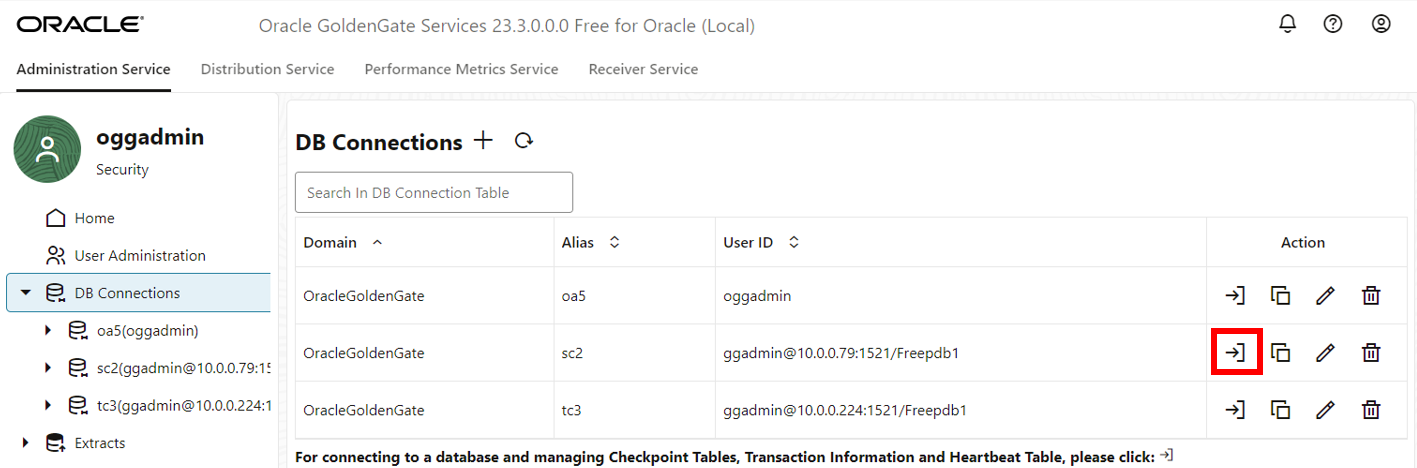 ORACLE® Oracle GoldenGate Services 23.3.0.0.0 Free for Oracle (Local)
Administration Service Distribution Service Performance Metrics Service Receiver Service
oggadmin
Security
Home
User Administration
DB Connections
oa5(oggadmin)
sc2(ggadmin@10.0.0.79:15
tc3(ggadmin@10.0.0.224:1
Extracts
DB Connections
Search In DB Connection Table
Domain Alias User ID Action
OracleGoldenGate oa5 oggadmin
OracleGoldenGate sc2 ggadmin@10.0.0.79:1521/Freepdb1
OracleGoldenGate tc3 ggadmin@10.0.0.224:1521/Freepdb1
For connecting to a database and managing Checkpoint Tables, Transaction Information and Heartbeat Table, please click: